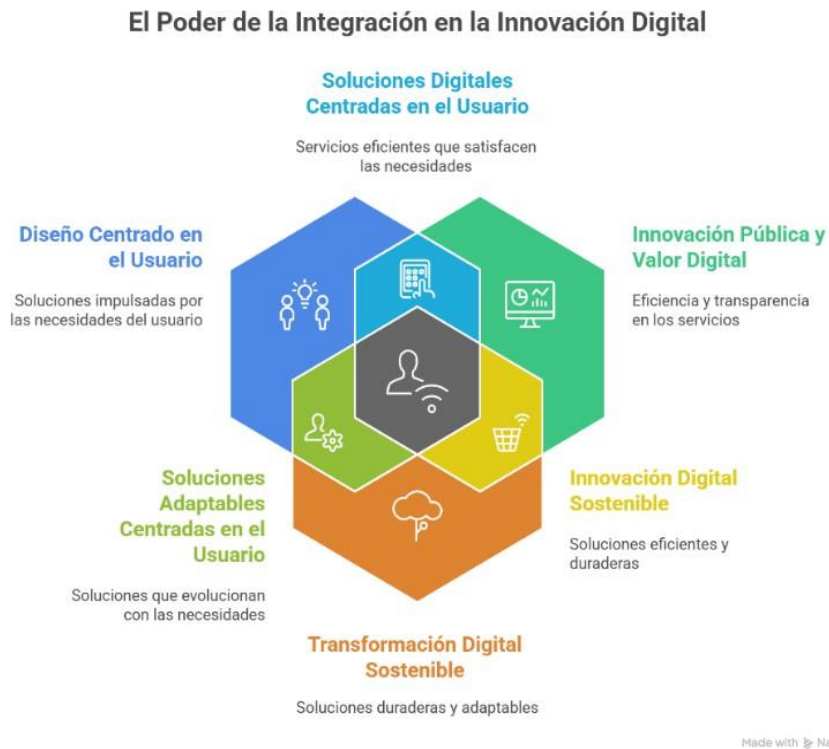 El Poder de la Integración en la Innovación Digital
Soluciones Digitales
Centradas en el Usuario
Servicios eficientes que satisfacen
las necesidades
Diseño Centrado en
el Usuario
Soluciones impulsadas por
las necesidades del usuario
Innovación Pública y
Valor Digital
Eficiencia y transparencia
en los servicios
Soluciones
Adaptables
Centradas en el
Usuario
Soluciones que evolucionan
con las necesidades
Innovación Digital
Sostenible
Soluciones eficientes y
duraderas
Transformación Digital
Sostenible
Soluciones duraderas y adaptables
Made with